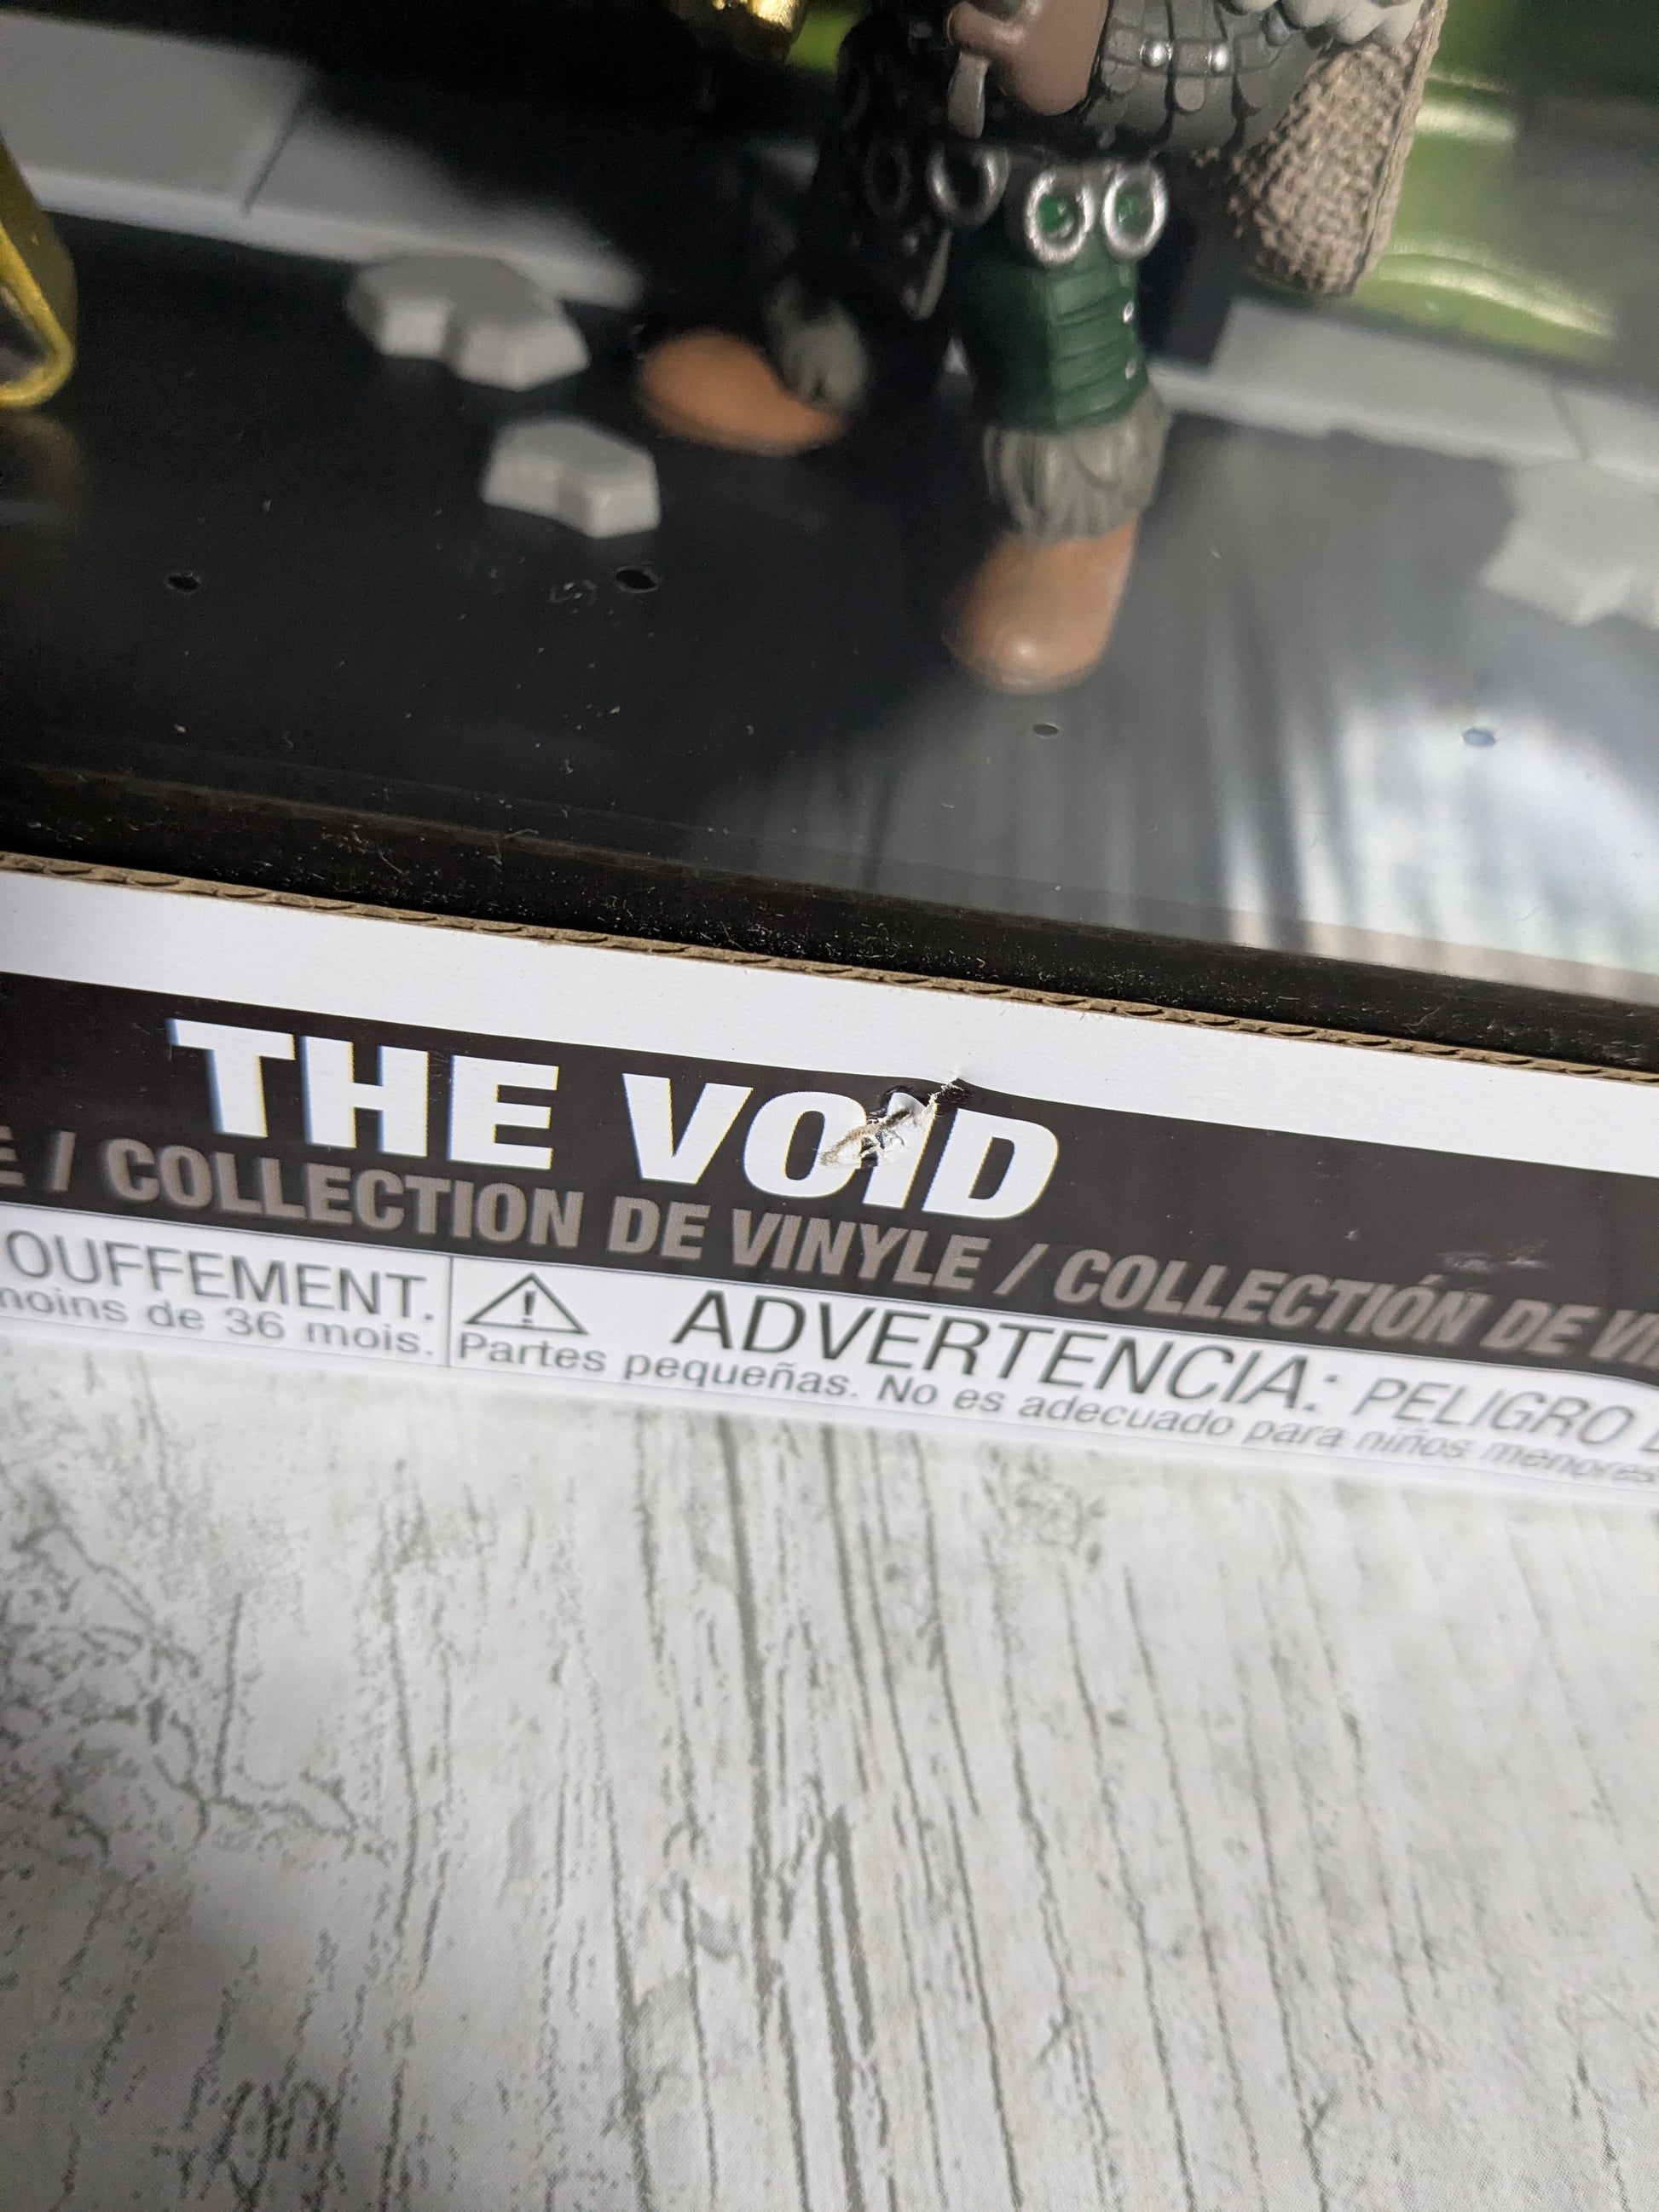 THE VOID
E / COLLECTION DE VINYLE / COLLECTIÓN DE VI
OUFFEMENT.
moins de 36 mois.
⚠ ADVERTENCIA: PELIGRO
Partes pequeñas. No es adecuado para niños menores